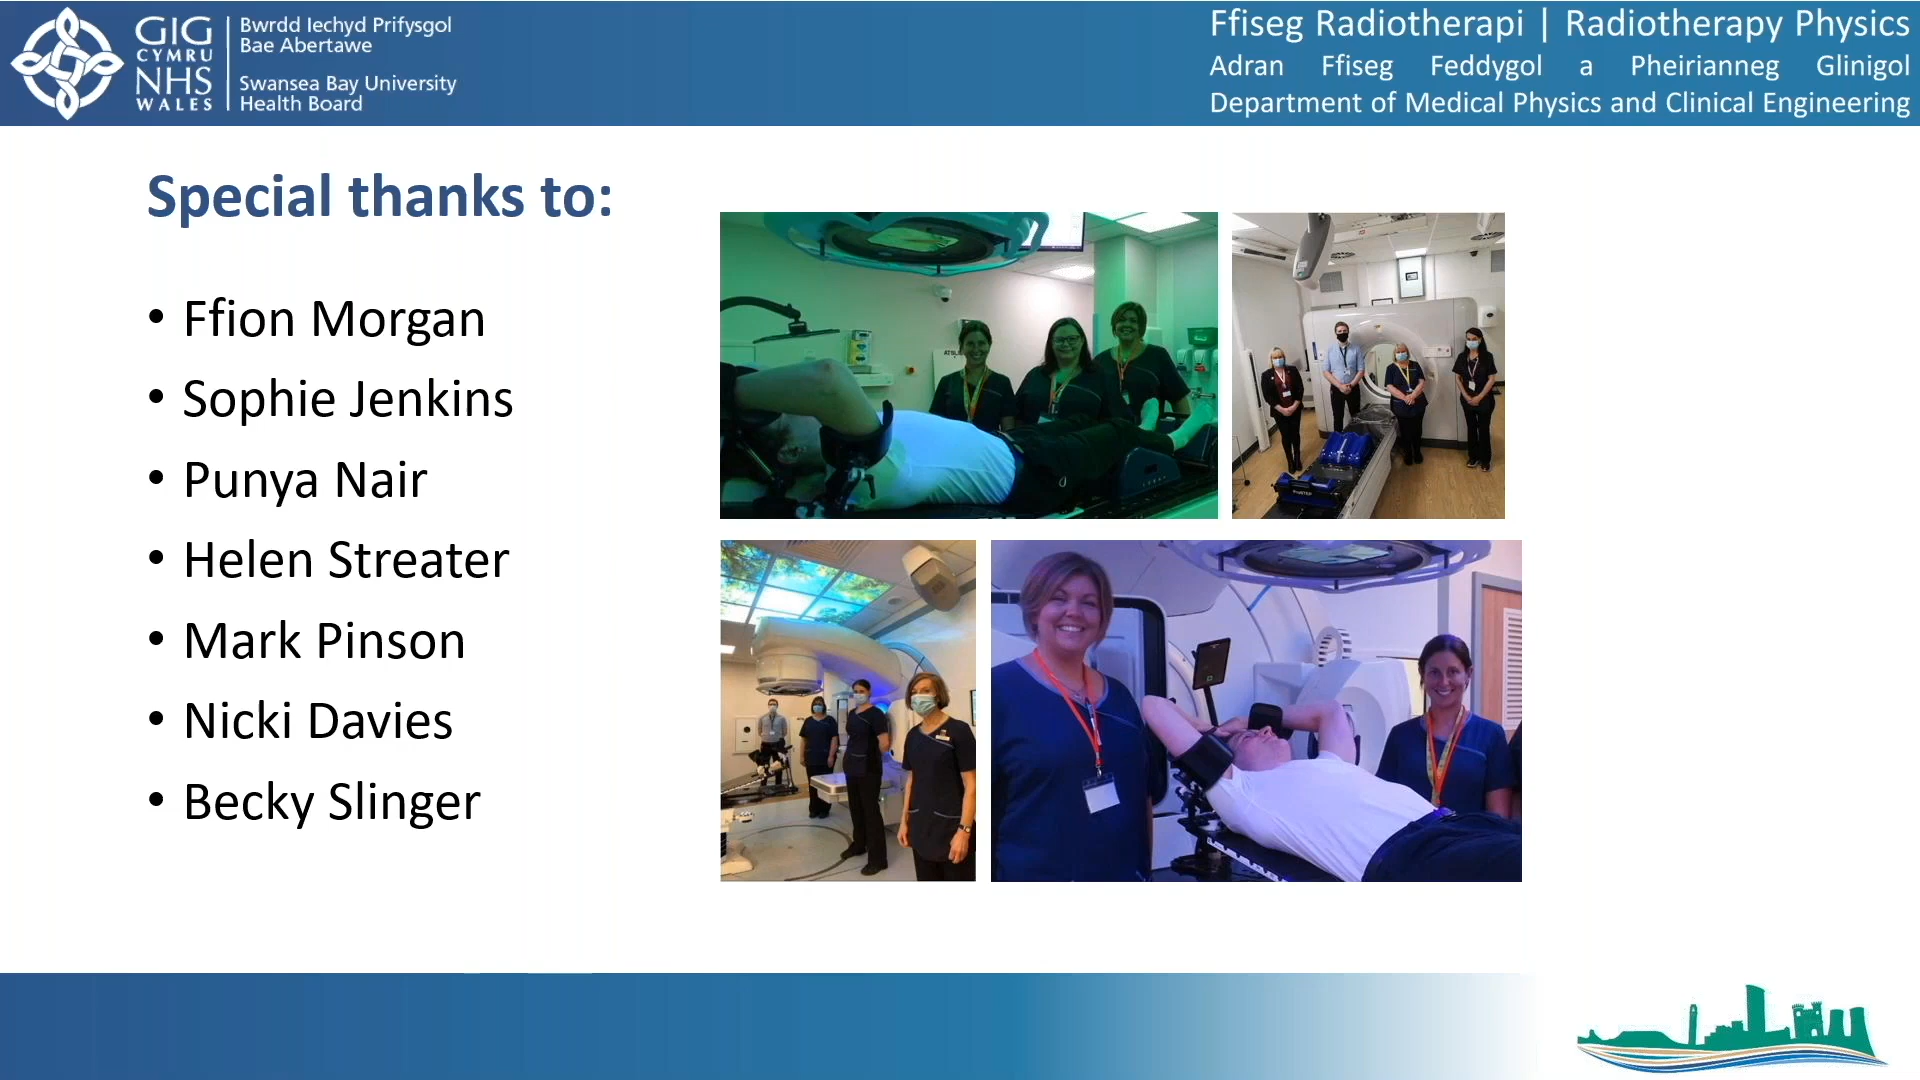 GIG
CYMRU
NHS
WALES
Bwrdd Iechyd Prifysgol
Bae Abertawe
Swansea Bay University
Health Board
Ffiseg Radiotherapi | Radiotherapy Physics
Adran Ffiseg Feddygol a Pheirianneg Glinigol
Department of Medical Physics and Clinical Engineering
Special thanks to:
• Ffion Morgan
• Sophie Jenkins
• Punya Nair
• Helen Streater
• Mark Pinson
• Nicki Davies
• Becky Slinger